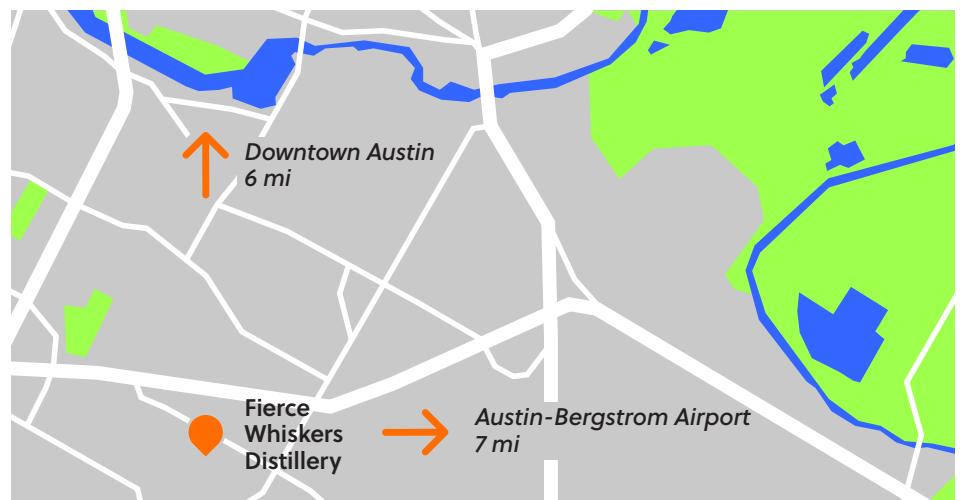 Downtown Austin
6 mi
Fierce
Whiskers
Distillery
Austin-Bergstrom Airport
7 mi